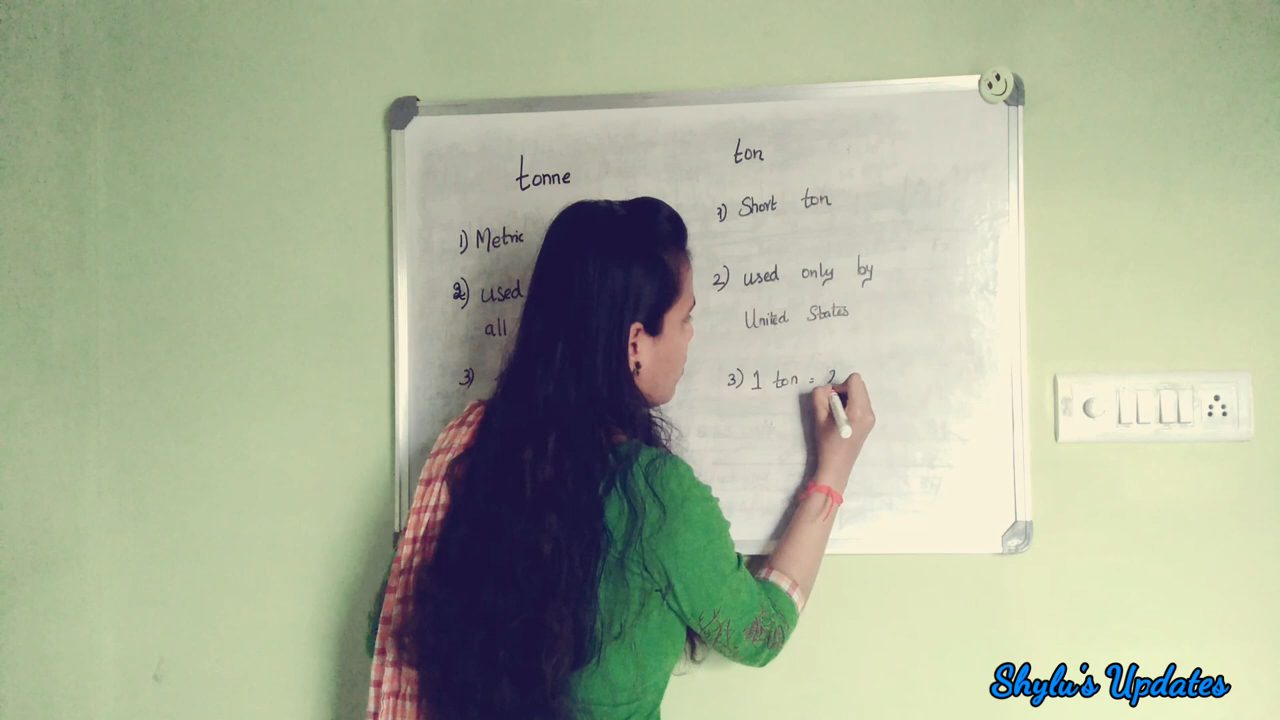 tonne
1) Metric
2) used
all
3)
ton
1) Short ton
2) used only by
United States
3) 1 ton = 2
Shylu's Updates